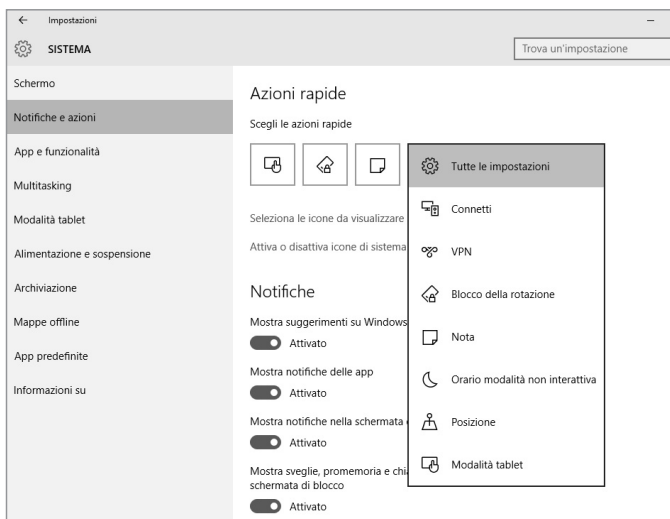 Impostazioni
SISTEMA
Trova un'impostazione
Schermo
Notifiche e azioni
App e funzionalità
Multitasking
Modalità tablet
Alimentazione e sospensione
Archiviazione
Mappe offline
App predefinite
Informazioni su
Azioni rapide
Scegli le azioni rapide
Seleziona le icone da visualizzare
Attiva o disattiva icone di sistema
Notifiche
Mostra suggerimenti su Windows
Attivato
Mostra notifiche delle app
Attivato
Mostra notifiche nella schermata
Attivato
Mostra sveglie, promemoria e
schermata di blocco
Attivato
Tutte le impostazioni
Connetti
VPN
Blocco della rotazione
Nota
Orario modalità non interattiva
Posizione
Modalità tablet